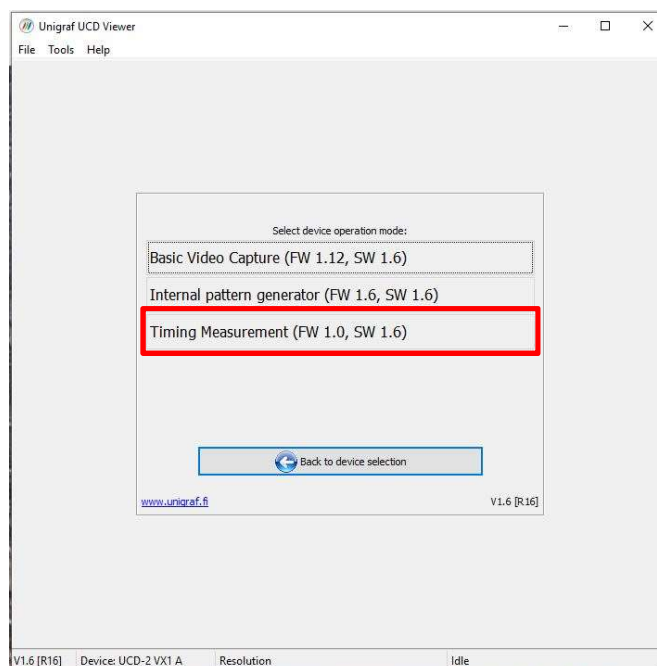 Unigraf UCD Viewer
File Tools Help
Select device operation mode:
Basic Video Capture (FW 1.12, SW 1.6)
Internal pattern generator (FW 1.6, SW 1.6)
Timing Measurement (FW 1.0, SW 1.6)
Back to device selection
www.unigraf.fi V1.6 [R16]
V1.6 [R16] Device: UCD-2 VX1 A Resolution Idle